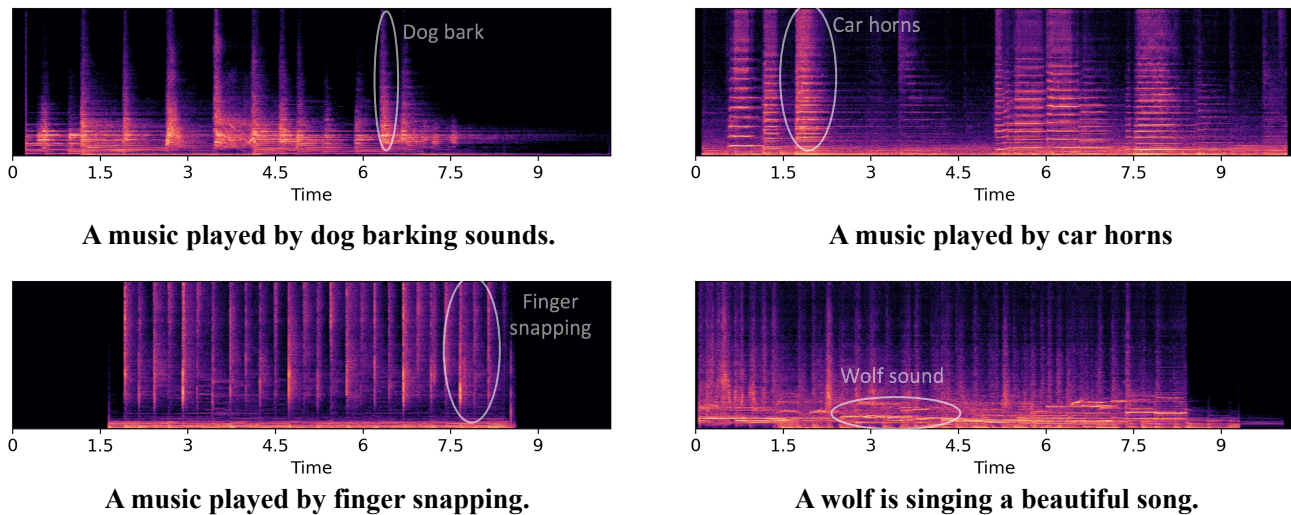 Dog bark
0 1.5 3 4.5 6 7.5 9
Time
A music played by dog barking sounds.
Car horns
0 1.5 3 4.5 6 7.5 9
Time
A music played by car horns
Finger
snapping
0 1.5 3 4.5 6 7.5 9
Time
A music played by finger snapping.
Wolf sound
0 1.5 3 4.5 6 7.5 9
Time
A wolf is singing a beautiful song.